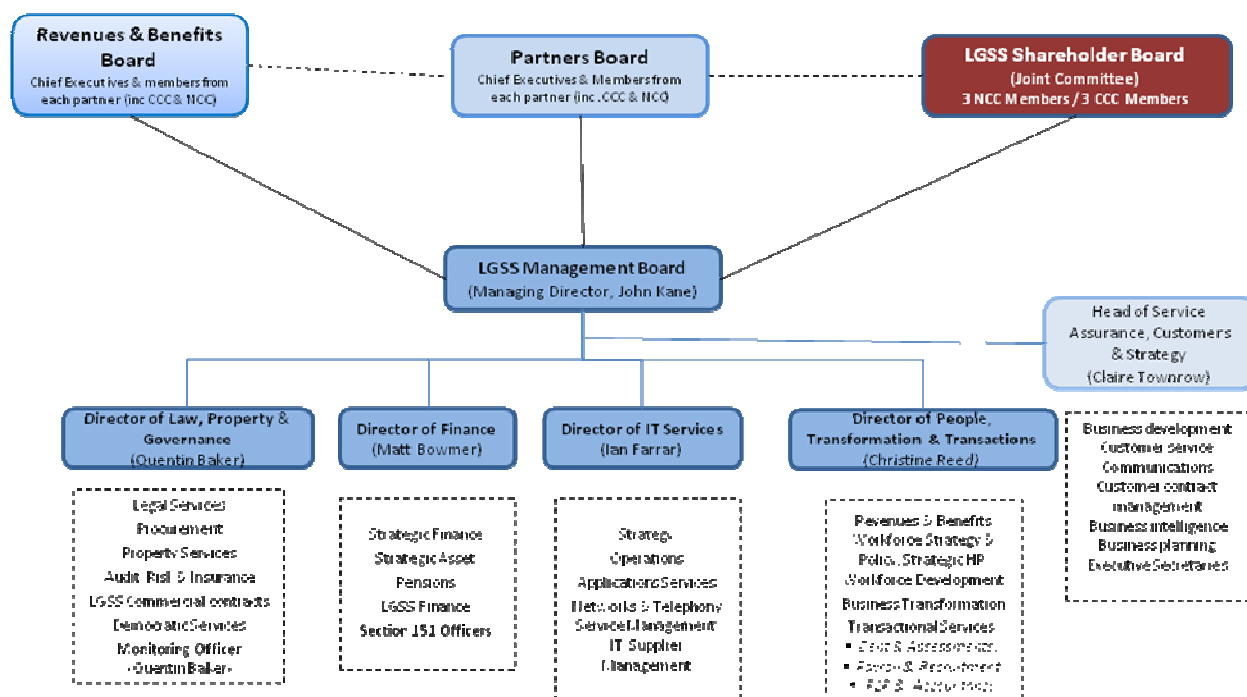 Revenues & Benefits
Board
Chief Executives & members from
each partner (inc CCC & NCC)
Partners Board
Chief Executives & Members from
each partner (inc. CCC & NCC)
LGSS Shareholder Board
(Joint Committee)
3 NCC Members / 3 CCC Members
LGSS Management Board
(Managing Director, John Kane)
Head of Service
Assurance, Customers
& Strategy
(Claire Townrow)
Director of Law, Property &
Governance
(Quentin Baker)
Director of Finance
(Matt Bowmer)
Director of IT Services
(Ian Farrar)
Director of People,
Transformation & Transactions
(Christine Reed)
Legal Services
Procurement
Property Services
Audit, Risk & Insurance
LGSS Commercial contracts
Democratic Services
Monitoring Officer
Quentin Baker
Strategic Finance
Strategic Asset
Pensions
LGSS Finance
Section 151 Officers
Strategy
Operations
Applications Services
Networks & Telephony
Service Management
IT Supplier
Management
Revenues & Benefits
Workforce Strategy &
Policy, Strategic HR
Workforce Development
Business Transformation
Transactional Services
▪ Debt & Assessments,
▪ Payroll & Recruitment
▪ P2P &
Business development
Customer service
Communications
Customer contract
management
Business intelligence
Business planning
Executive Secretaries